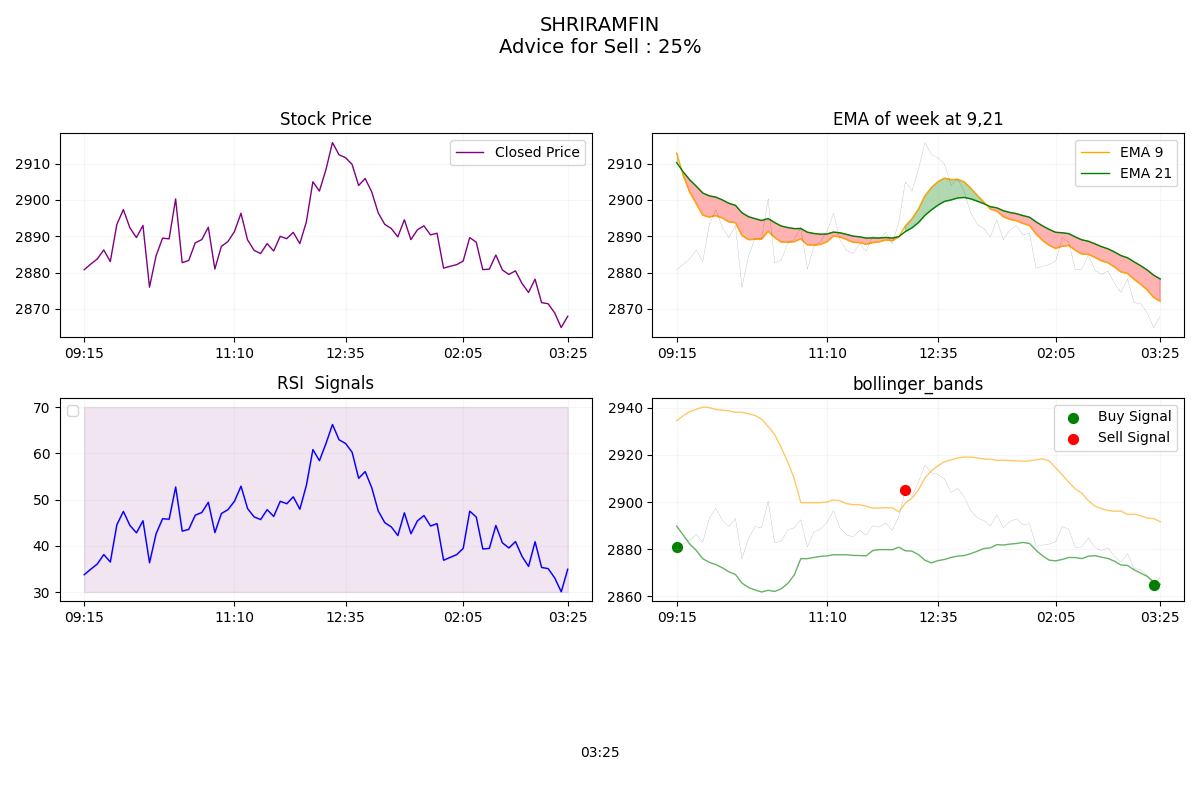 SHRIRAMFIN
Advice for Sell : 25%
Stock Price
Closed Price
2910
2900
2890
2880
2870
09:15 11:10 12:35 02:05 03:25
EMA of week at 9,21
EMA 9
EMA 21
2910
2900
2890
2880
2870
09:15 11:10 12:35 02:05 03:25
RSI  Signals
70
60
50
40
30
09:15 11:10 12:35 02:05 03:25
bollinger_bands
Buy Signal
Sell Signal
2940
2920
2900
2880
2860
09:15 11:10 12:35 02:05 03:25
03:25